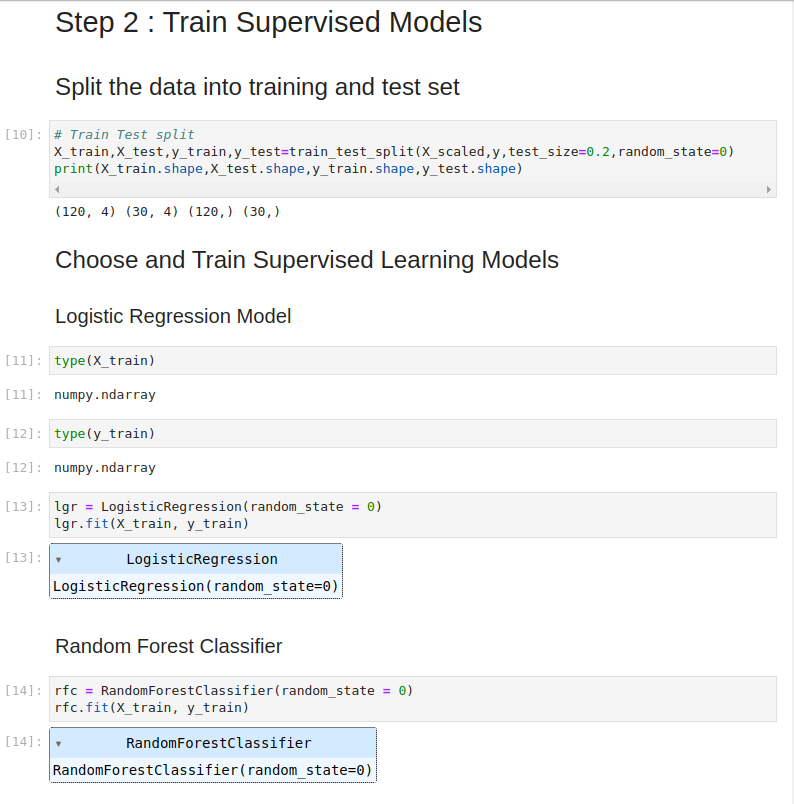 Step 2 : Train Supervised Models
Split the data into training and test set
[10]: # Train Test split
X_train,X_test,y_train,y_test=train_test_split(X_scaled,y,test_size=0.2,random_state=0)
print(X_train.shape,X_test.shape,y_train.shape,y_test.shape)
(120, 4) (30, 4) (120,) (30,)
Choose and Train Supervised Learning Models
Logistic Regression Model
[11]: type(X_train)
[11]: numpy.ndarray
[12]: type(y_train)
[12]: numpy.ndarray
[13]: lgr = LogisticRegression(random_state = 0)
lgr.fit(X_train, y_train)
[13]: ▾ LogisticRegression
LogisticRegression(random_state=0)
Random Forest Classifier
[14]: rfc = RandomForestClassifier(random_state = 0)
rfc.fit(X_train, y_train)
[14]: ▾ RandomForestClassifier
RandomForestClassifier(random_state=0)